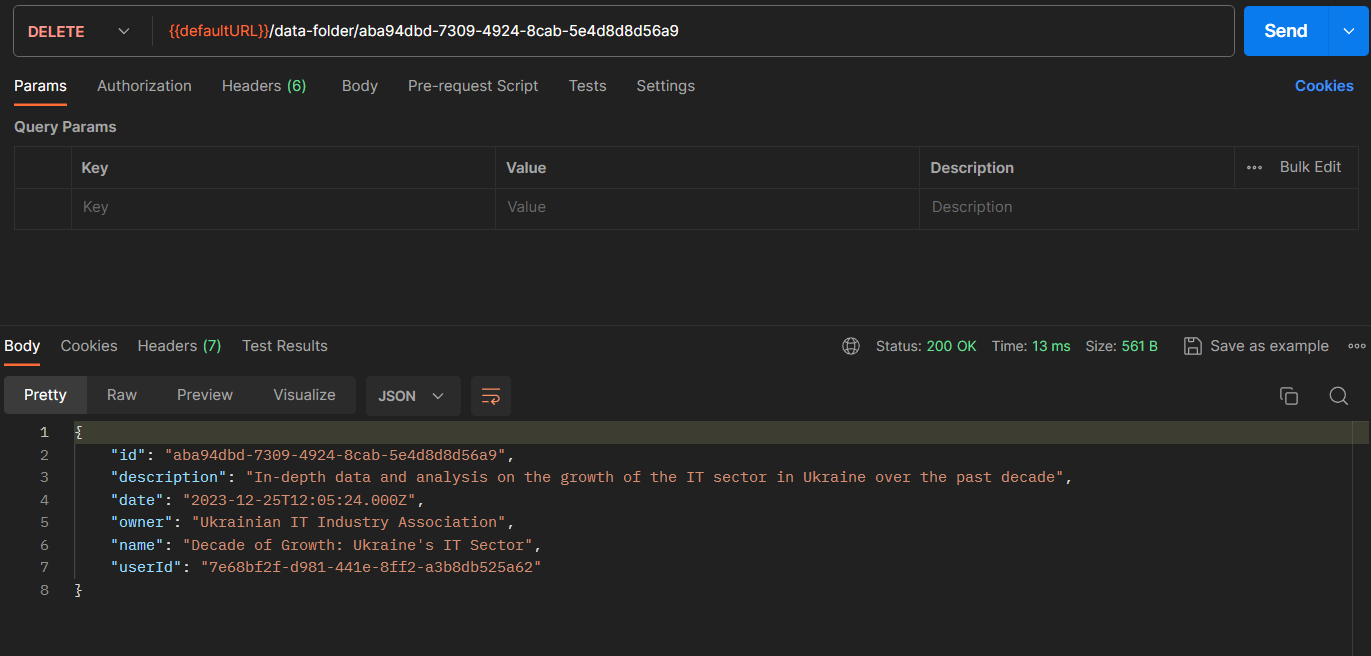 DELETE {{defaultURL}}/data-folder/aba94dbd-7309-4924-8cab-5e4d8d8d56a9 Send
Params Authorization Headers (6) Body Pre-request Script Tests Settings Cookies
Query Params
Key Value Description Bulk Edit
Key Value Description
Body Cookies Headers (7) Test Results Status: 200 OK Time: 13 ms Size: 561 B Save as example
Pretty Raw Preview Visualize JSON
1 {
2 "id": "aba94dbd-7309-4924-8cab-5e4d8d8d56a9",
3 "description": "In-depth data and analysis on the growth of the IT sector in Ukraine over the past decade",
4 "date": "2023-12-25T12:05:24.000Z",
5 "owner": "Ukrainian IT Industry Association",
6 "name": "Decade of Growth: Ukraine's IT Sector",
7 "userId": "7e68bf2f-d981-441e-8ff2-a3b8db525a62"
8 }